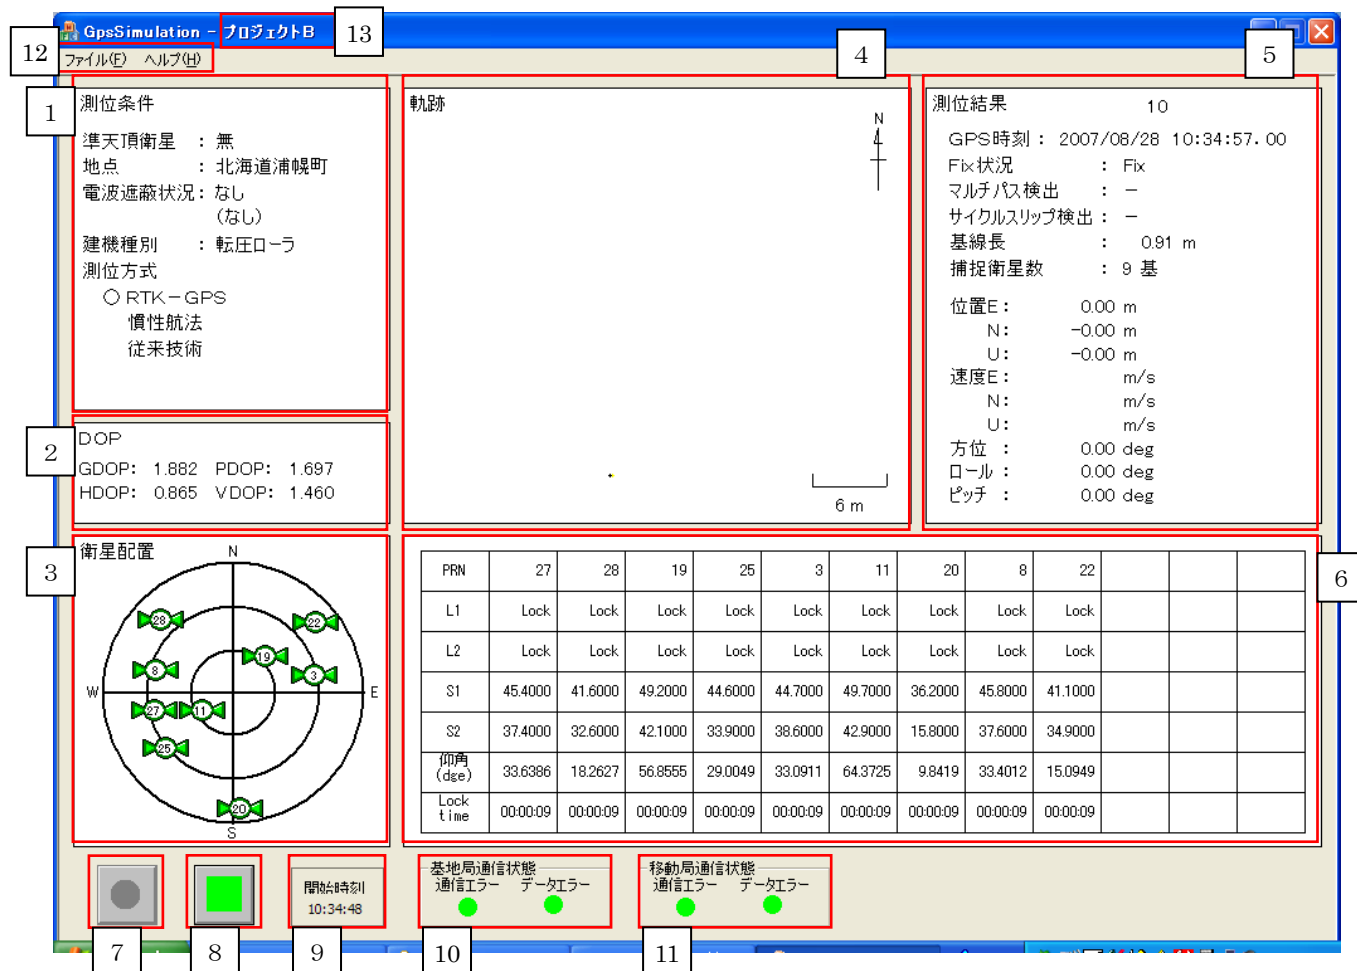 GpsSimulation - プロジェクトB
13
12
ファイル(F) ヘルプ(H)
4
5
1
測位条件
準天頂衛星 : 無
地点 : 北海道浦幌町
電波遮蔽状況: なし
(なし)
建機種別 : 転圧ローラ
測位方式
○ RTK-GPS
慣性航法
従来技術
軌跡
N
6 m
測位結果 10
GPS時刻 : 2007/08/28 10:34:57.00
Fix状況 : Fix
マルチパス検出 : -
サイクルスリップ検出 : -
基線長 : 0.91 m
捕捉衛星数 : 9 基
位置E: 0.00 m
N: -0.00 m
U: -0.00 m
速度E: m/s
N: m/s
U: m/s
方位 : 0.00 deg
ロール : 0.00 deg
ピッチ : 0.00 deg
2
DOP
GDOP: 1.882 PDOP: 1.697
HDOP: 0.865 VDOP: 1.460
3
衛星配置
N
28
22
19
8
3
W
E
27
11
25
20
S
6
PRN 27 28 19 25 3 11 20 8 22
L1 Lock Lock Lock Lock Lock Lock Lock Lock Lock
L2 Lock Lock Lock Lock Lock Lock Lock Lock Lock
S1 45.4000 41.6000 49.2000 44.6000 44.7000 49.7000 36.2000 45.8000 41.1000
S2 37.4000 32.6000 42.1000 33.9000 38.6000 42.9000 15.8000 37.6000 34.9000
仰角 (dge) 33.6386 18.2627 56.8555 29.0049 33.0911 64.3725 9.8419 33.4012 15.0949
Lock time 00:00:09 00:00:09 00:00:09 00:00:09 00:00:09 00:00:09 00:00:09 00:00:09 00:00:09
開始時刻
10:34:48
基地局通信状態
通信エラー データエラー
移動局通信状態
通信エラー データエラー
7
8
9
10
11